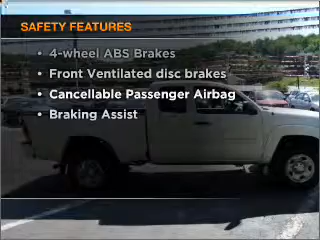 SAFETY FEATURES
• 4-wheel ABS Brakes
• Front Ventilated disc brakes
• Cancellable Passenger Airbag
• Braking Assist